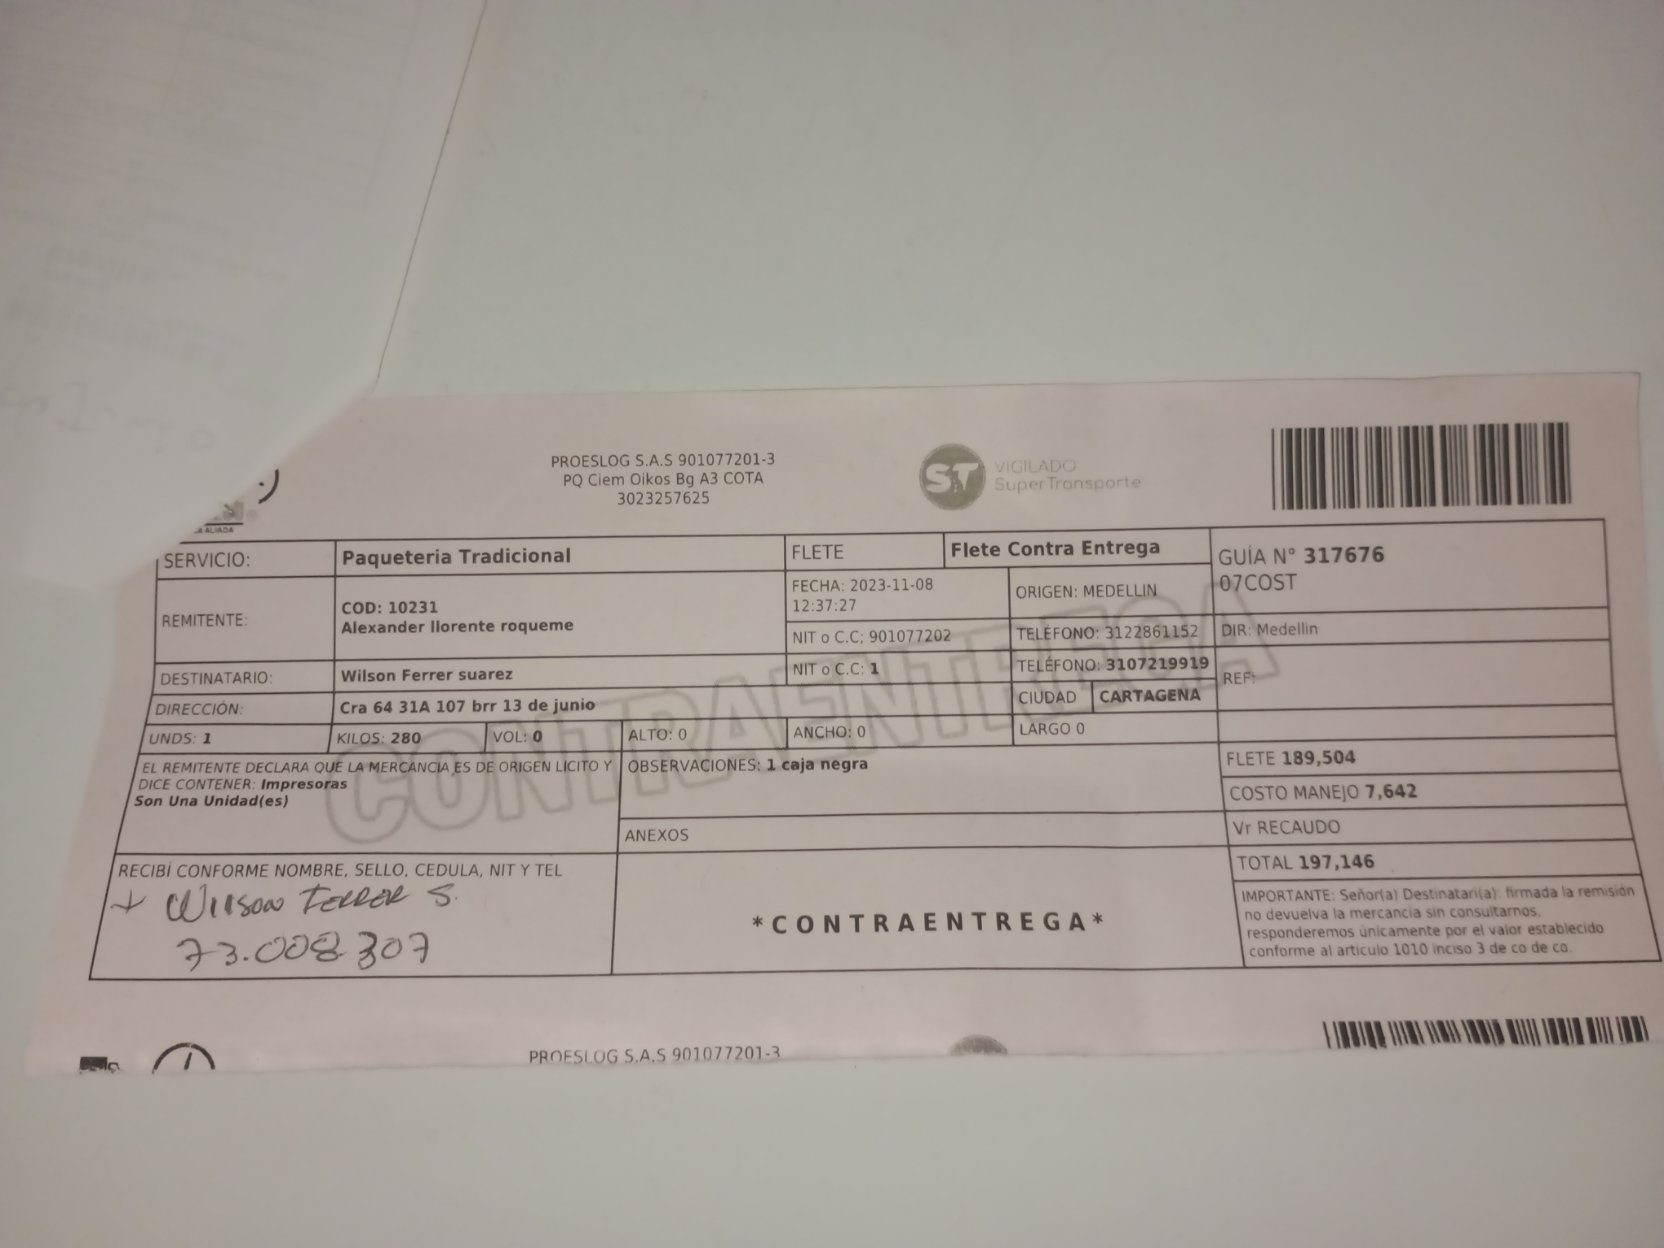 PROESLOG S.A.S 901077201-3
PQ Ciem Oikos Bg A3 COTA
3023257625
ST VIGILADO
SuperTransporte
ALIADA
SERVICIO: Paqueteria Tradicional FLETE Flete Contra Entrega
GUÍA N° 317676
07COST
REMITENTE: COD: 10231
Alexander llorente roqueme
FECHA: 2023-11-08
12:37:27
ORIGEN: MEDELLIN
NIT o C.C: 901077202 TELÉFONO: 3122861152 DIR: Medellin
DESTINATARIO: Wilson Ferrer suarez NIT o C.C: 1 TELÉFONO: 3107219919 REF:
DIRECCIÓN: Cra 64 31A 107 brr 13 de junio CIUDAD CARTAGENA
UNDS: 1 KILOS: 280 VOL: 0 ALTO: 0 ANCHO: 0 LARGO 0
EL REMITENTE DECLARA QUE LA MERCANCIA ES DE ORIGEN LICITO Y
DICE CONTENER: Impresoras
Son Una Unidad(es)
OBSERVACIONES: 1 caja negra
ANEXOS
CONTRAENTREGA
FLETE 189,504
COSTO MANEJO 7,642
Vr RECAUDO
TOTAL 197,146
RECIBÍ CONFORME NOMBRE, SELLO, CEDULA, NIT Y TEL
+ Wilson Ferrer S.
73.008.307
*CONTRAENTREGA*
IMPORTANTE: Señor(a) Destinatari(a): firmada la remisión
no devuelva la mercancia sin consultarnos,
responderemos únicamente por el valor establecido
conforme al articulo 1010 inciso 3 de co de co.
PROESLOG S.A.S 901077201-3